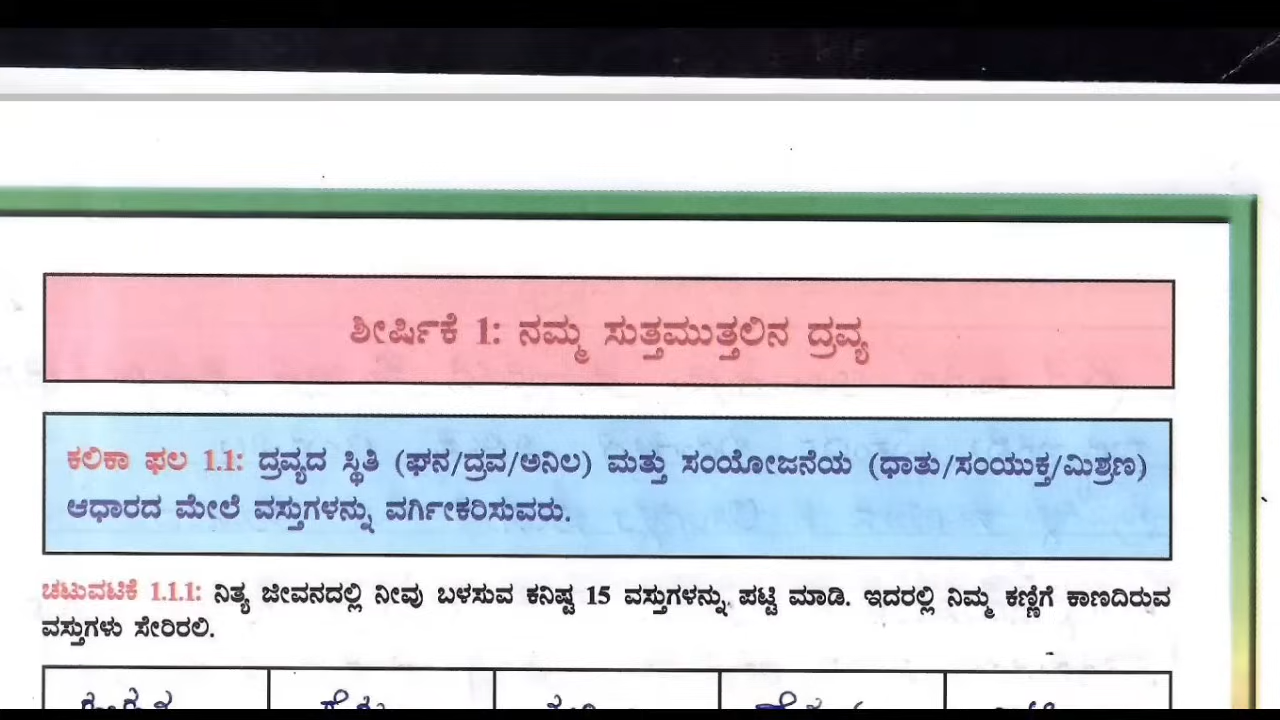 ಶೀರ್ಷಿಕೆ 1: ನಮ್ಮ ಸುತ್ತಮುತ್ತಲಿನ ದ್ರವ್ಯ
ಕಲಿಕಾ ಫಲ 1.1: ದ್ರವ್ಯದ ಸ್ಥಿತಿ (ಘನ/ದ್ರವ/ಅನಿಲ) ಮತ್ತು ಸಂಯೋಜನೆಯ (ಧಾತು/ಸಂಯುಕ್ತ/ಮಿಶ್ರಣ)
ಆಧಾರದ ಮೇಲೆ ವಸ್ತುಗಳನ್ನು ವರ್ಗೀಕರಿಸುವರು.
ಚಟುವಟಿಕೆ 1.1.1: ನಿತ್ಯ ಜೀವನದಲ್ಲಿ ನೀವು ಬಳಸುವ ಕನಿಷ್ಟ 15 ವಸ್ತುಗಳನ್ನು ಪಟ್ಟಿ ಮಾಡಿ. ಇದರಲ್ಲಿ ನಿಮ್ಮ ಕಣ್ಣಿಗೆ ಕಾಣದಿರುವ
ವಸ್ತುಗಳು ಸೇರಿರಲಿ.